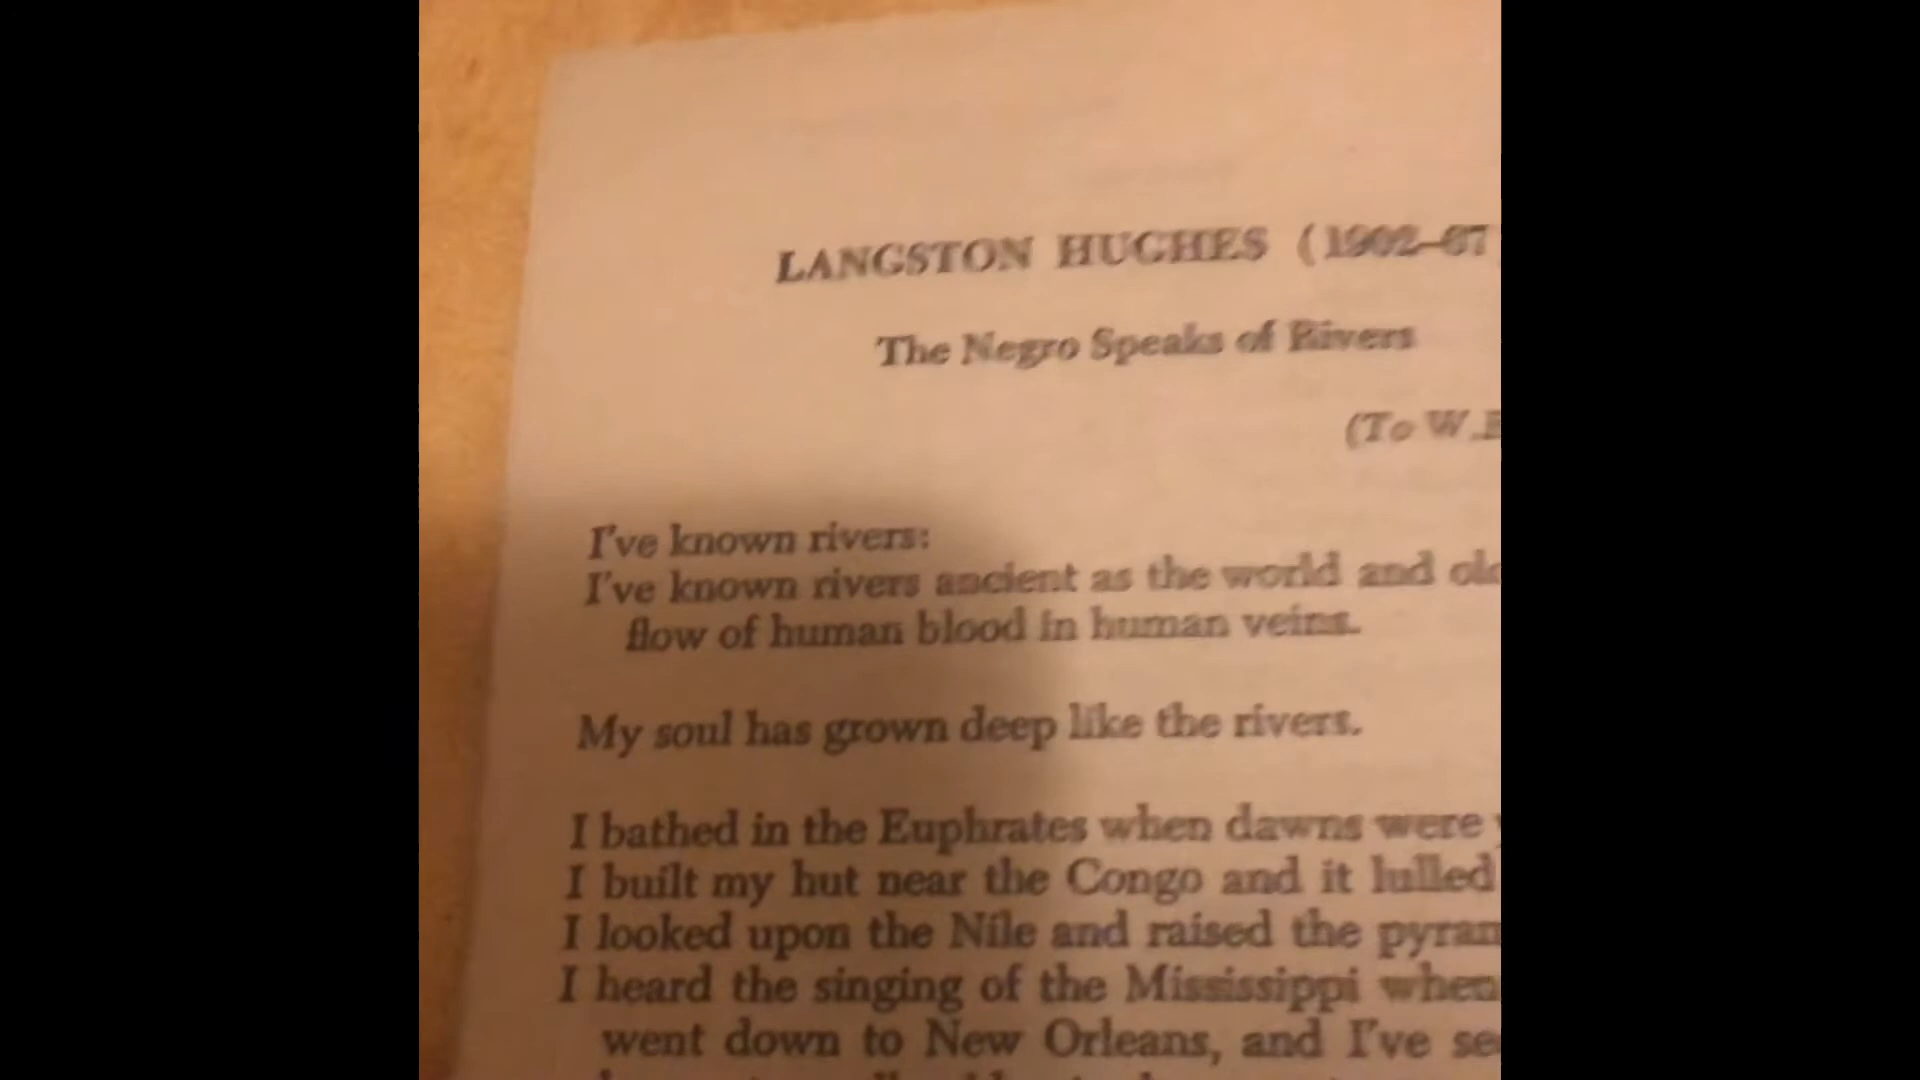 LANGSTON HUGHES (1902–67
The Negro Speaks of Rivers
(To W.E
I've known rivers:
I've known rivers ancient as the world and old
flow of human blood in human veins.
My soul has grown deep like the rivers.
I bathed in the Euphrates when dawns were
I built my hut near the Congo and it lulled
I looked upon the Nile and raised the pyram
I heard the singing of the Mississippi when
went down to New Orleans, and I've se